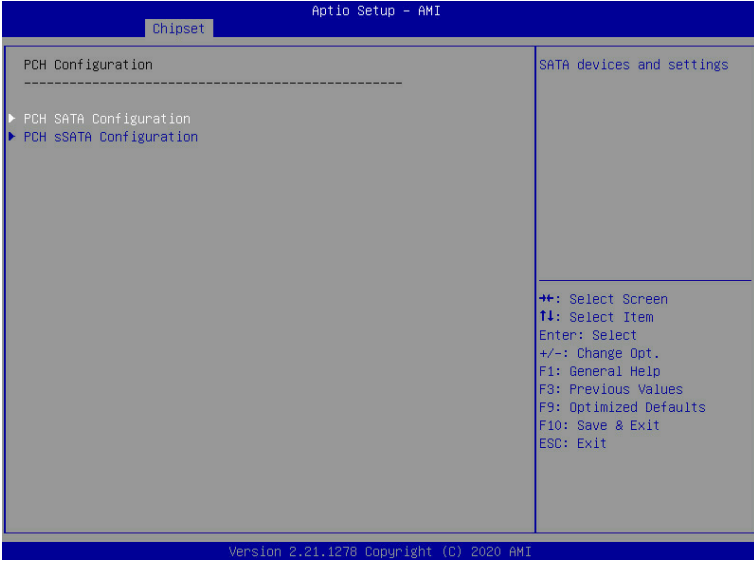 Aptio Setup – AMI
Chipset
PCH Configuration
--------------------------------------------------
▶ PCH SATA Configuration
▶ PCH sSATA Configuration
SATA devices and settings
→←: Select Screen
↑↓: Select Item
Enter: Select
+/-: Change Opt.
F1: General Help
F3: Previous Values
F9: Optimized Defaults
F10: Save & Exit
ESC: Exit
Version 2.21.1278 Copyright (C) 2020 AMI